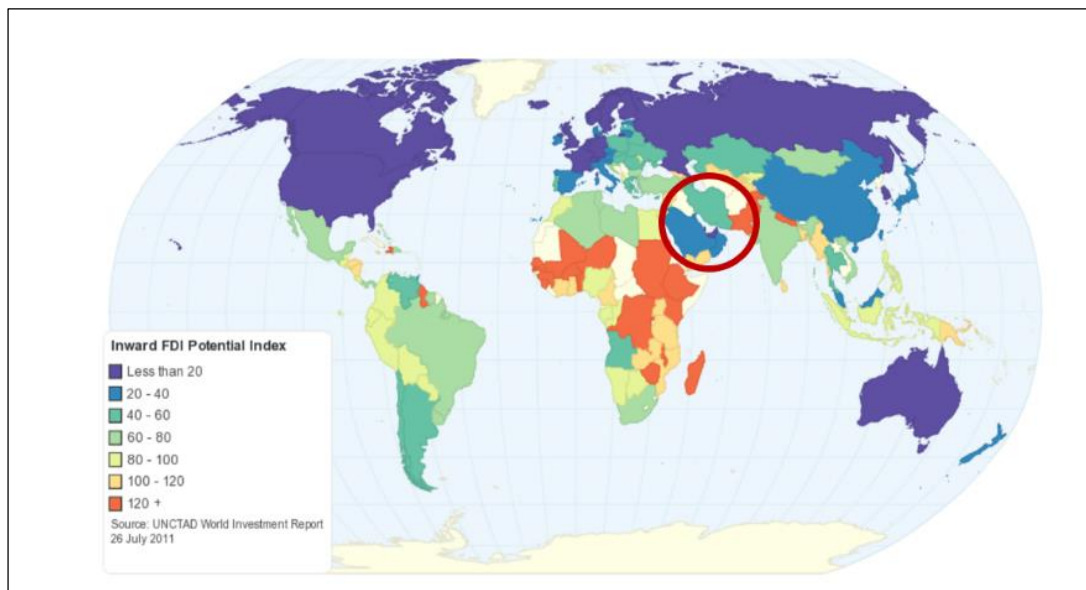 Inward FDI Potential Index
Less than 20
20 - 40
40 - 60
60 - 80
80 - 100
100 - 120
120 +
Source: UNCTAD World Investment Report
26 July 2011